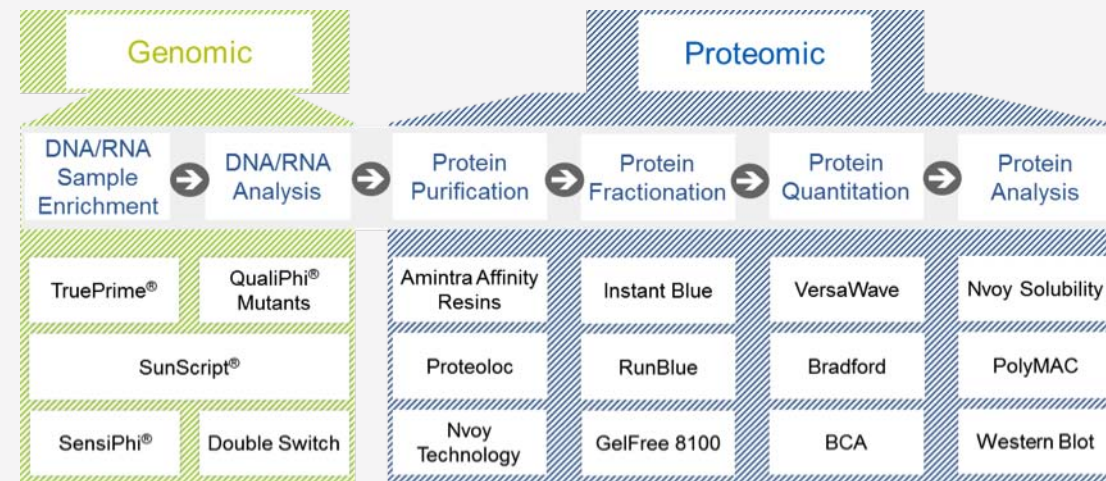 Genomic
Proteomic
DNA/RNA
Sample
Enrichment
DNA/RNA
Analysis
Protein
Purification
Protein
Fractionation
Protein
Quantitation
Protein
Analysis
TruePrime®
QualiPhi®
Mutants
Amintra Affinity
Resins
Instant Blue
VersaWave
Nvoy Solubility
SunScript®
Proteoloc
RunBlue
Bradford
PolyMAC
SensiPhi®
Double Switch
Nvoy
Technology
GelFree 8100
BCA
Western Blot